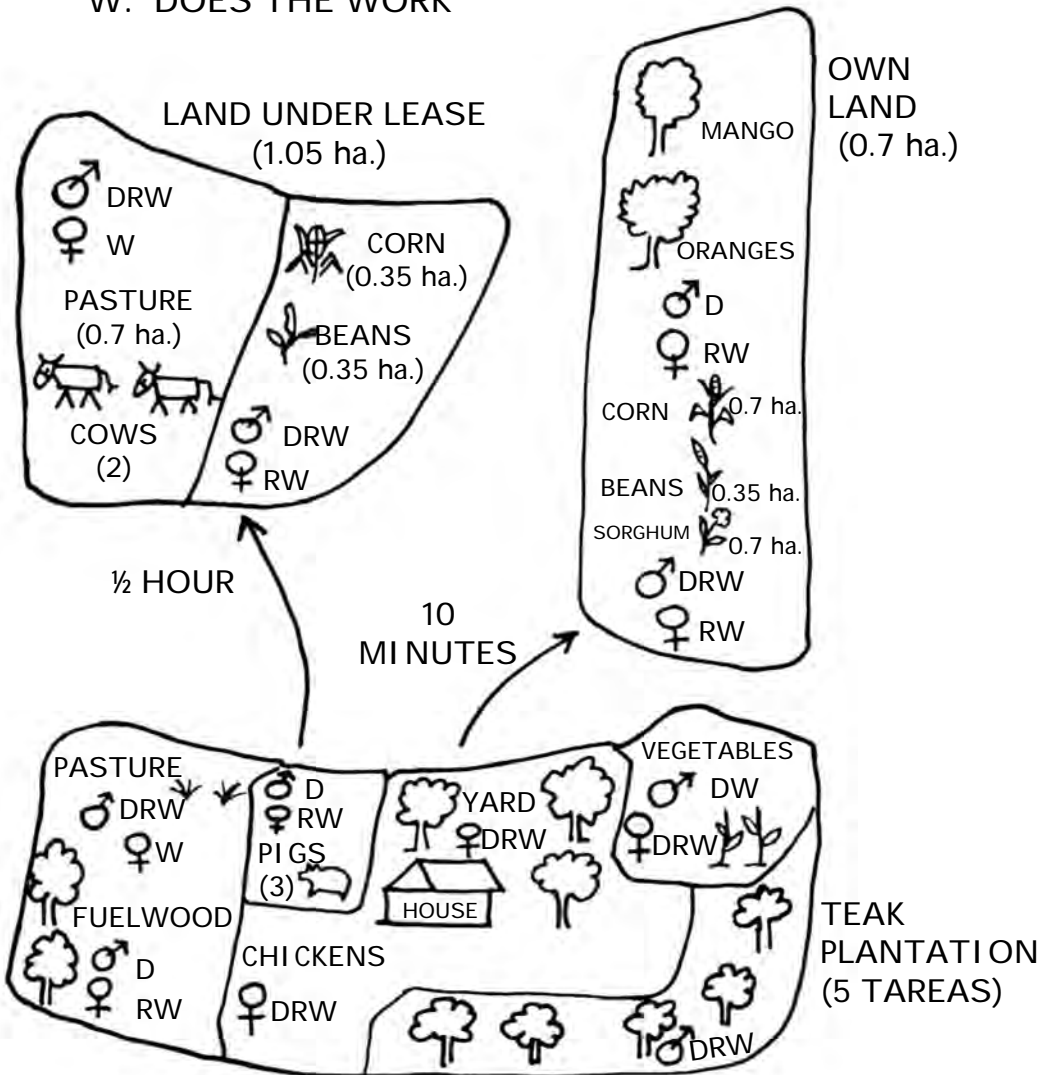 W: DOES THE WORK
LAND UNDER LEASE
(1.05 ha.)
♂ DRW
♀ W
PASTURE
(0.7 ha.)
COWS
(2)
CORN
(0.35 ha.)
BEANS
(0.35 ha.)
♂ DRW
♀ RW
OWN
LAND
(0.7 ha.)
MANGO
ORANGES
♂ D
♀ RW
CORN 0.7 ha.
BEANS 0.35 ha.
SORGHUM 0.7 ha.
♂ DRW
♀ RW
½ HOUR
10
MINUTES
PASTURE
♂ DRW
♀ W
FUELWOOD
♂ D
♀ RW
♂ D
♀ RW
PIGS
(3)
CHICKENS
♀ DRW
YARD
♀ DRW
HOUSE
VEGETABLES
♂ DW
♀ DRW
TEAK
PLANTATION
(5 TAREAS)
♂ DRW